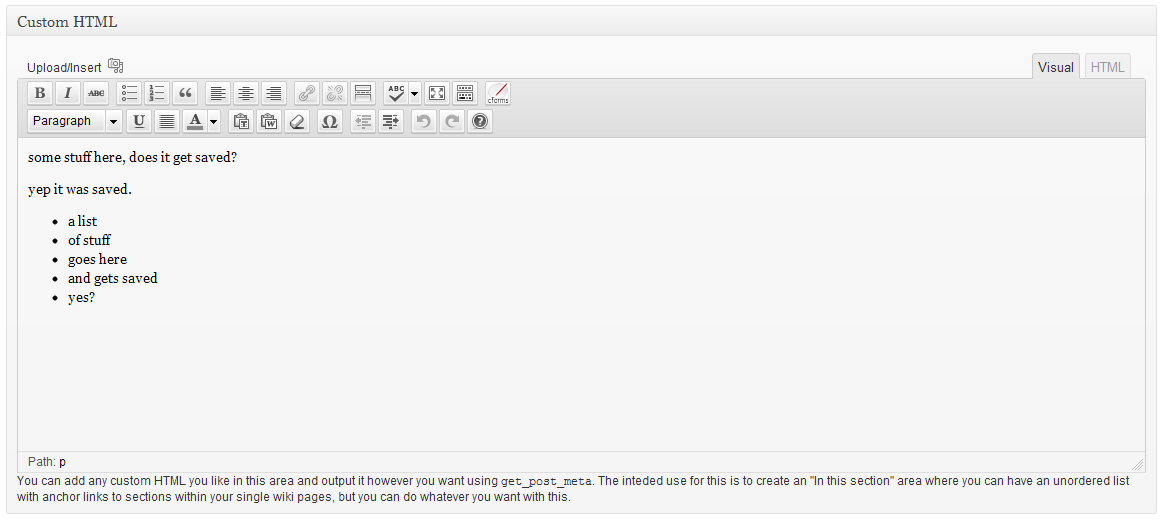 Custom HTML
Upload/Insert
Visual HTML
B I ABC 1 2 3 “ ABC cforms
Paragraph U A T W Ω ?
some stuff here, does it get saved?
yep it was saved.
• a list
• of stuff
• goes here
• and gets saved
• yes?
Path: p
You can add any custom HTML you like in this area and output it however you want using get_post_meta. The inteded use for this is to create an "In this section" area where you can have an unordered list
with anchor links to sections within your single wiki pages, but you can do whatever you want with this.